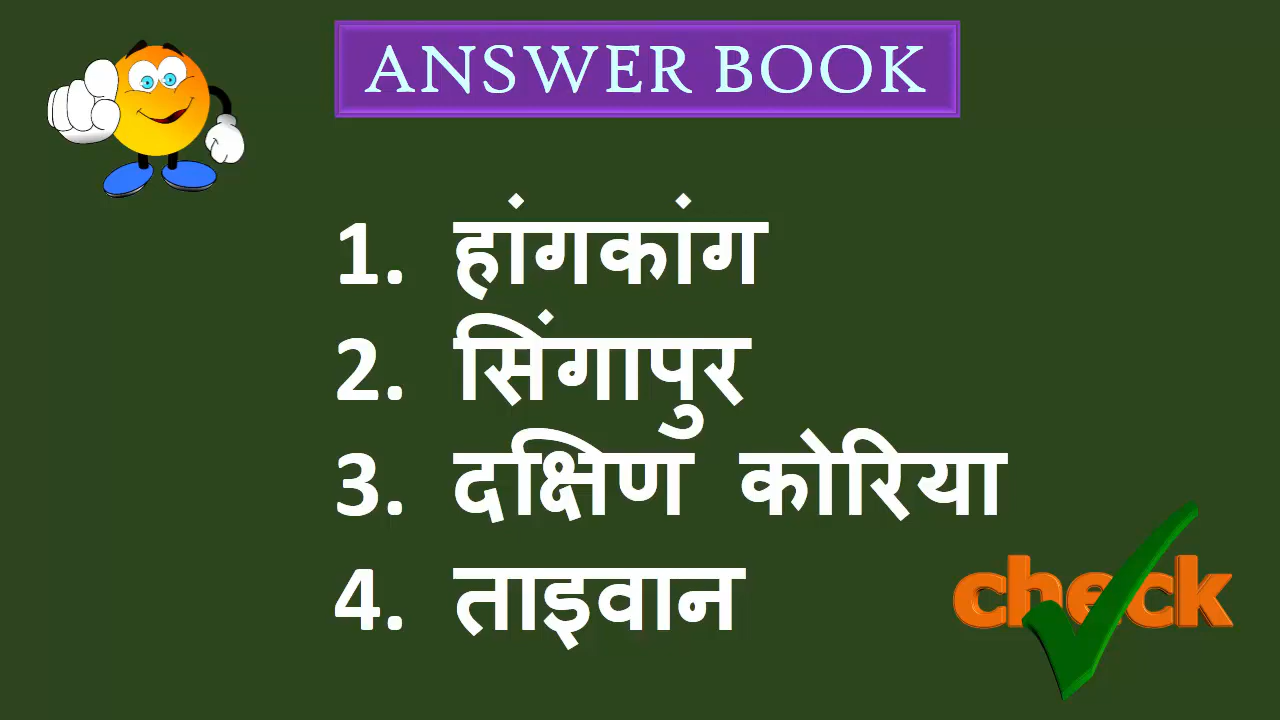 ANSWER BOOK
1. हांगकांग
2. सिंगापुर
3. दक्षिण कोरिया
4. ताइवान
check